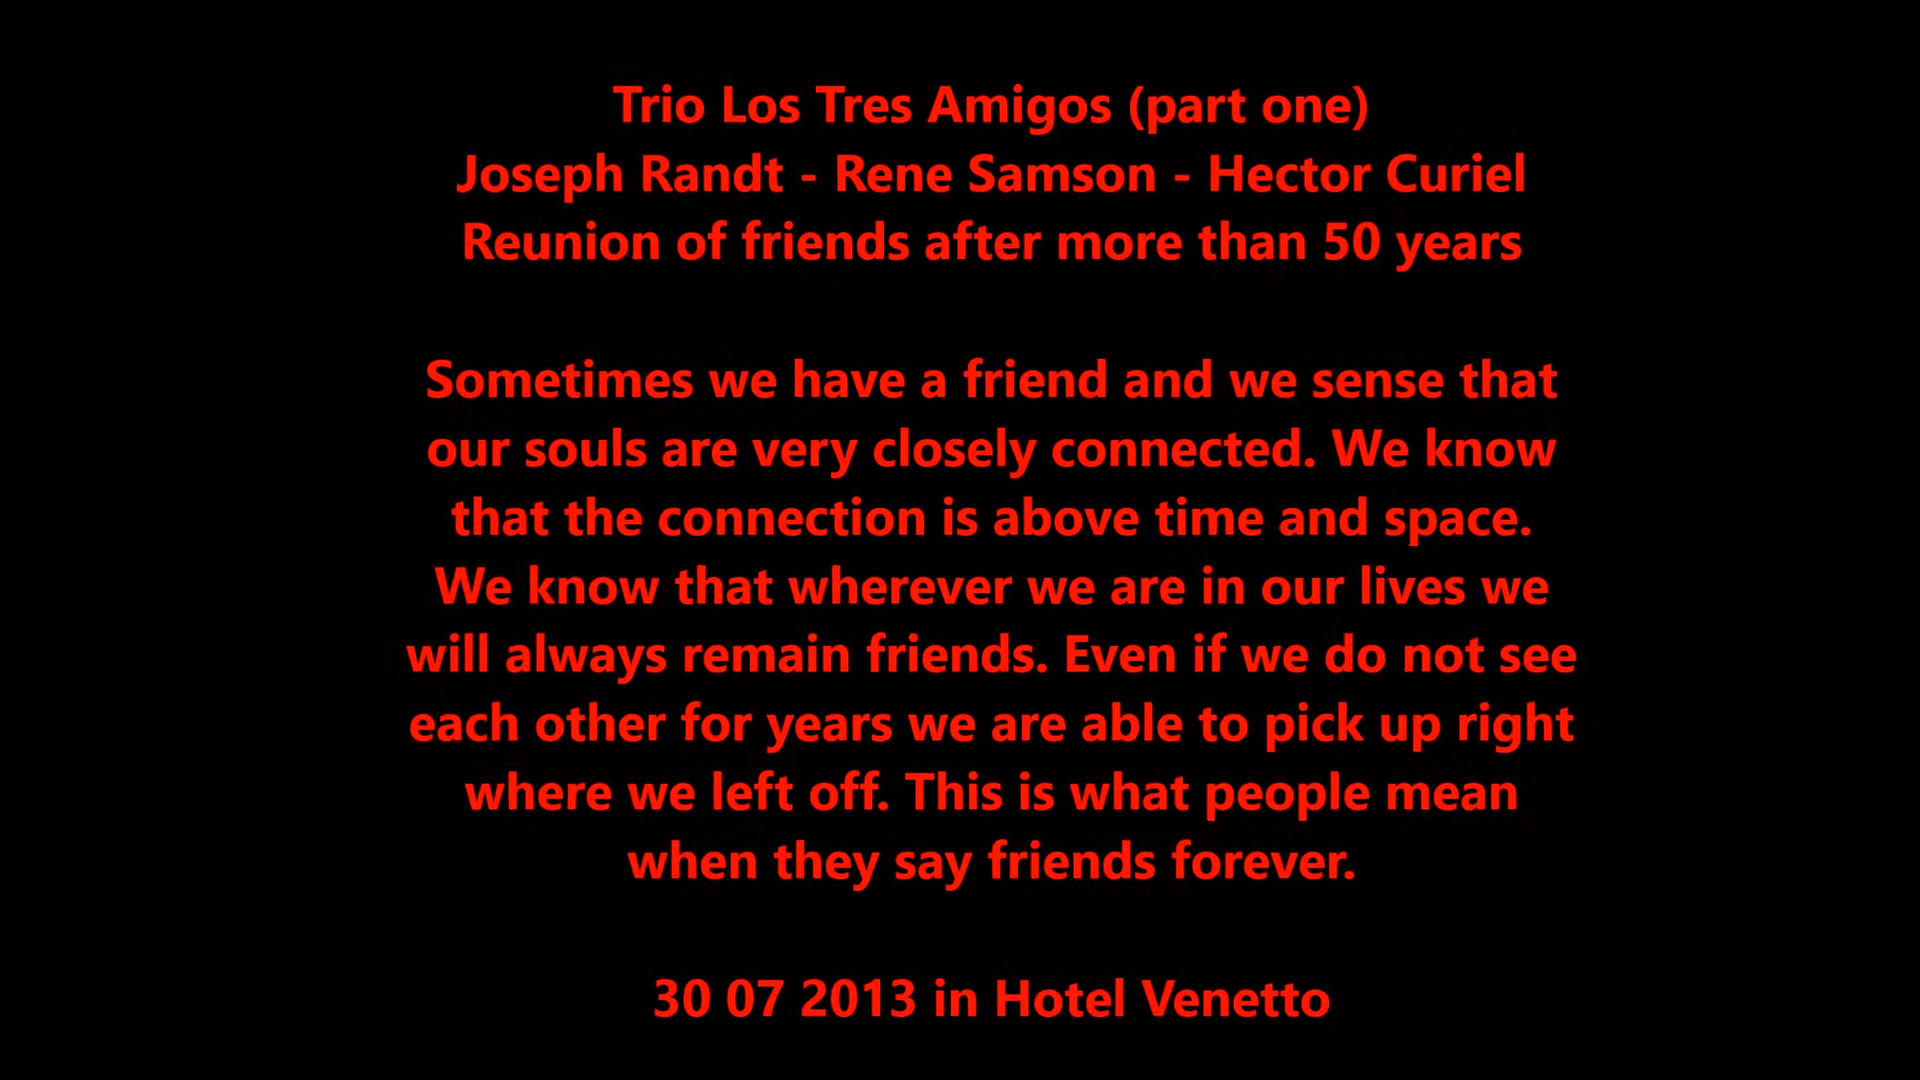 Trio Los Tres Amigos (part one)
Joseph Randt - Rene Samson - Hector Curiel
Reunion of friends after more than 50 years
Sometimes we have a friend and we sense that
our souls are very closely connected. We know
that the connection is above time and space.
We know that wherever we are in our lives we
will always remain friends. Even if we do not see
each other for years we are able to pick up right
where we left off. This is what people mean
when they say friends forever.
30 07 2013 in Hotel Venetto